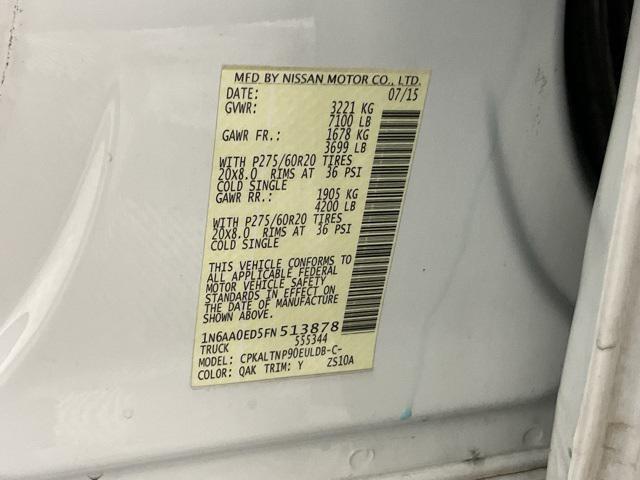 MFD BY NISSAN MOTOR CO., LTD.
DATE: 07/15
GVWR: 3221 KG
7100 LB
GAWR FR.: 1678 KG
3699 LB
WITH P275/60R20 TIRES
20X8.0 RIMS AT 36 PSI
COLD SINGLE
GAWR RR.: 1905 KG
4200 LB
WITH P275/60R20 TIRES
20X8.0 RIMS AT 36 PSI
COLD SINGLE
THIS VEHICLE CONFORMS TO
ALL APPLICABLE FEDERAL
MOTOR VEHICLE SAFETY
STANDARDS IN EFFECT ON
THE DATE OF MANUFACTURE
SHOWN ABOVE.
1N6AA0ED5FN513878
TRUCK 555344
MODEL: CPKALTNP90EULDB-C-
COLOR: QAK TRIM: Y ZS10A